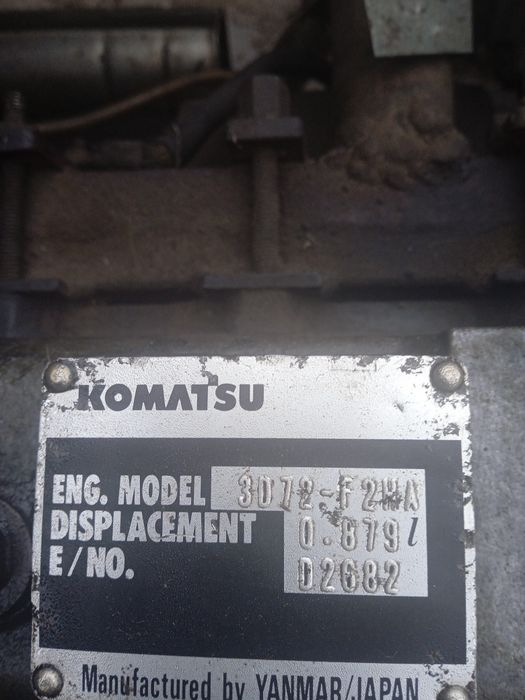 KOMATSU
ENG. MODEL 3D72-F2HA
DISPLACEMENT 0.879 l
E/NO. D2682
Manufactured by YANMAR/JAPAN